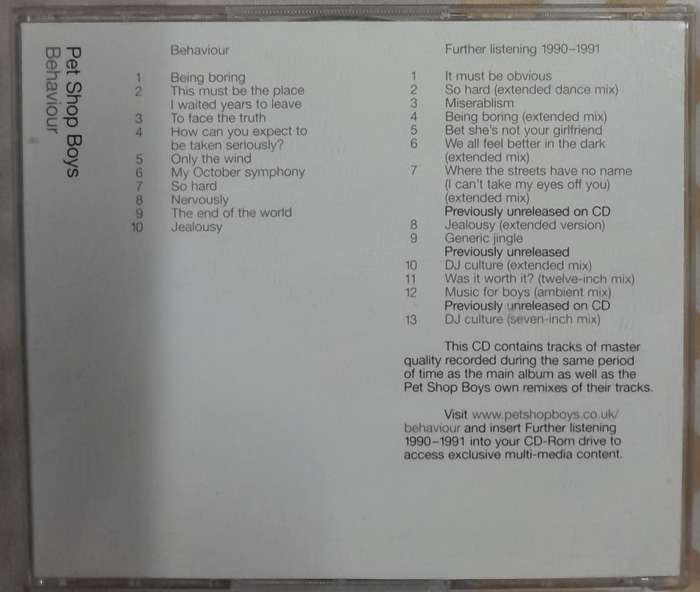 Pet Shop Boys
Behaviour
Behaviour
1 Being boring
2 This must be the place
I waited years to leave
3 To face the truth
4 How can you expect to
be taken seriously?
5 Only the wind
6 My October symphony
7 So hard
8 Nervously
9 The end of the world
10 Jealousy
Further listening 1990–1991
1 It must be obvious
2 So hard (extended dance mix)
3 Miserablism
4 Being boring (extended mix)
5 Bet she's not your girlfriend
6 We all feel better in the dark
(extended mix)
7 Where the streets have no name
(I can't take my eyes off you)
(extended mix)
Previously unreleased on CD
8 Jealousy (extended version)
9 Generic jingle
Previously unreleased
10 DJ culture (extended mix)
11 Was it worth it? (twelve-inch mix)
12 Music for boys (ambient mix)
Previously unreleased on CD
13 DJ culture (seven-inch mix)
This CD contains tracks of master
quality recorded during the same period
of time as the main album as well as the
Pet Shop Boys own remixes of their tracks.
Visit www.petshopboys.co.uk/
behaviour and insert Further listening
1990–1991 into your CD-Rom drive to
access exclusive multi-media content.